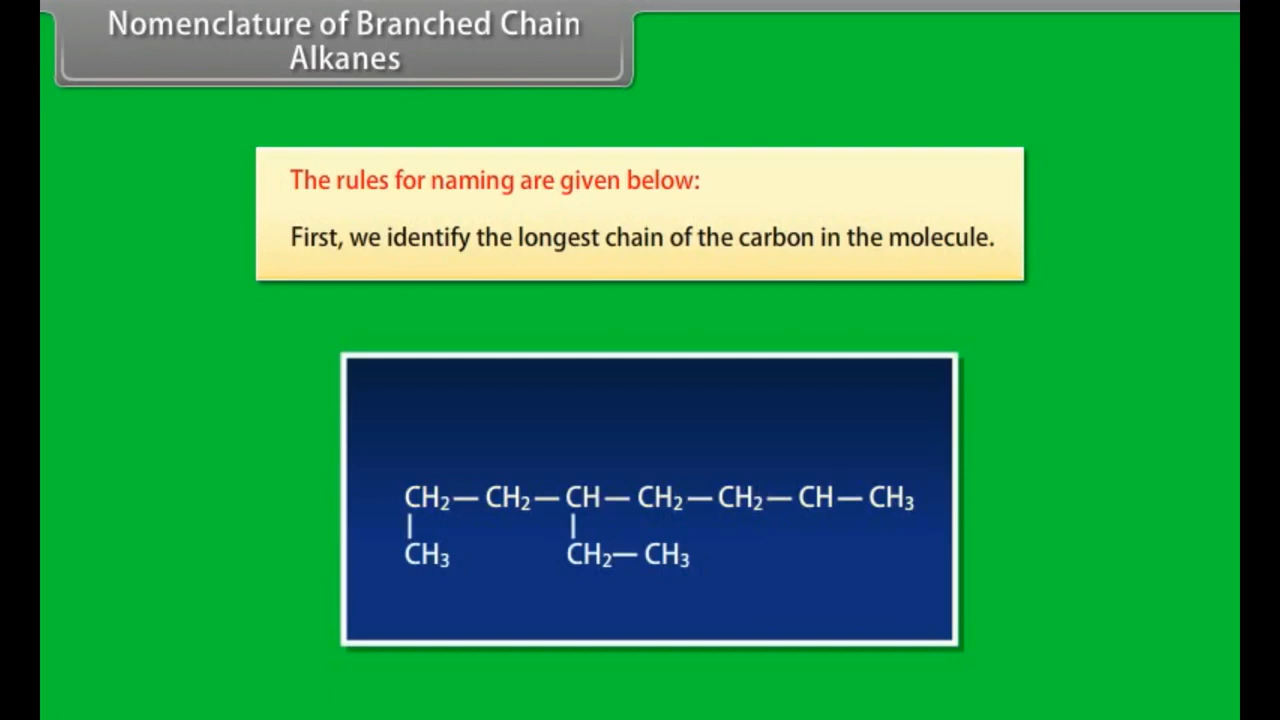 Nomenclature of Branched Chain
Alkanes
The rules for naming are given below:
First, we identify the longest chain of the carbon in the molecule.
CH₂—CH₂—CH—CH₂—CH₂—CH—CH₃
| |
CH₃ CH₂—CH₃